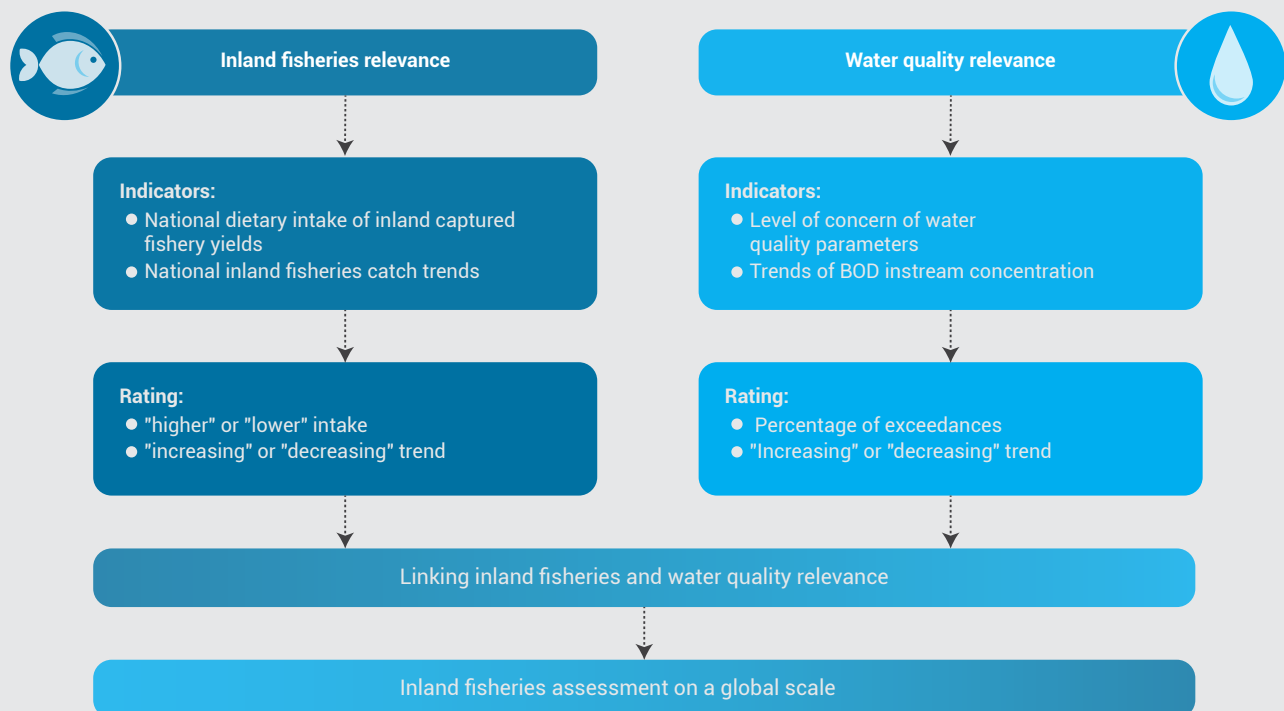 Inland fisheries relevance
Indicators:
● National dietary intake of inland captured
fishery yields
● National inland fisheries catch trends
Rating:
● "higher" or "lower" intake
● "increasing" or "decreasing" trend
Water quality relevance
Indicators:
● Level of concern of water
quality parameters
● Trends of BOD instream concentration
Rating:
● Percentage of exceedances
● "Increasing" or "decreasing" trend
Linking inland fisheries and water quality relevance
Inland fisheries assessment on a global scale